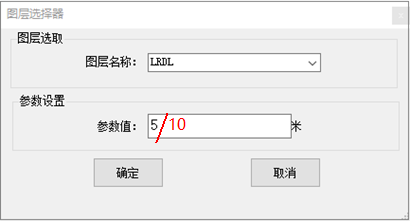 图层选择器
图层选取
图层名称： LRDL
参数设置
参数值： 5/10 米
确定 取消